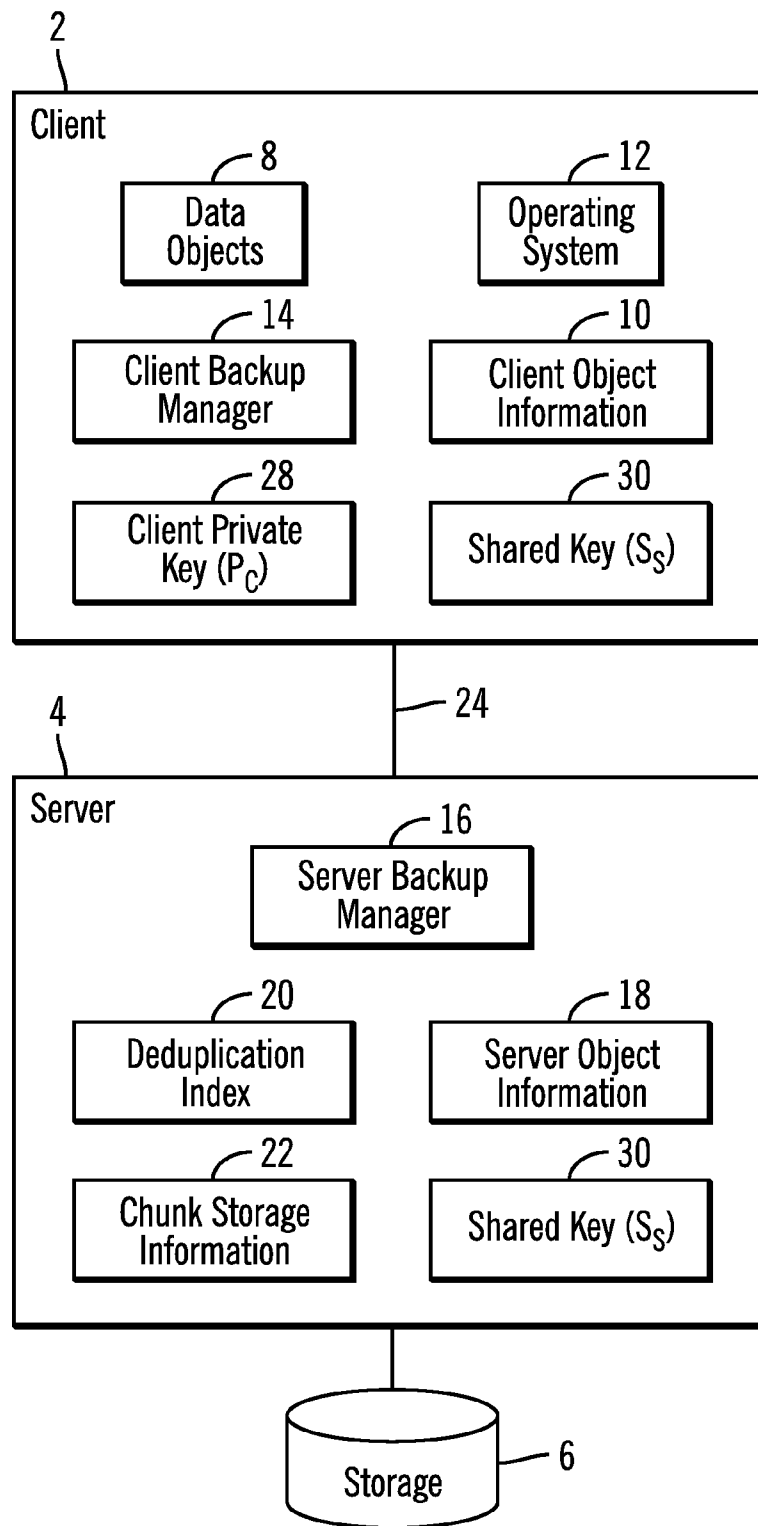 2
Client
8
Data
Objects
12
Operating
System
14
Client Backup
Manager
10
Client Object
Information
28
Client Private
Key (PC)
30
Shared Key (SS)
24
4
Server
16
Server Backup
Manager
20
Deduplication
Index
18
Server Object
Information
22
Chunk Storage
Information
30
Shared Key (SS)
Storage
6